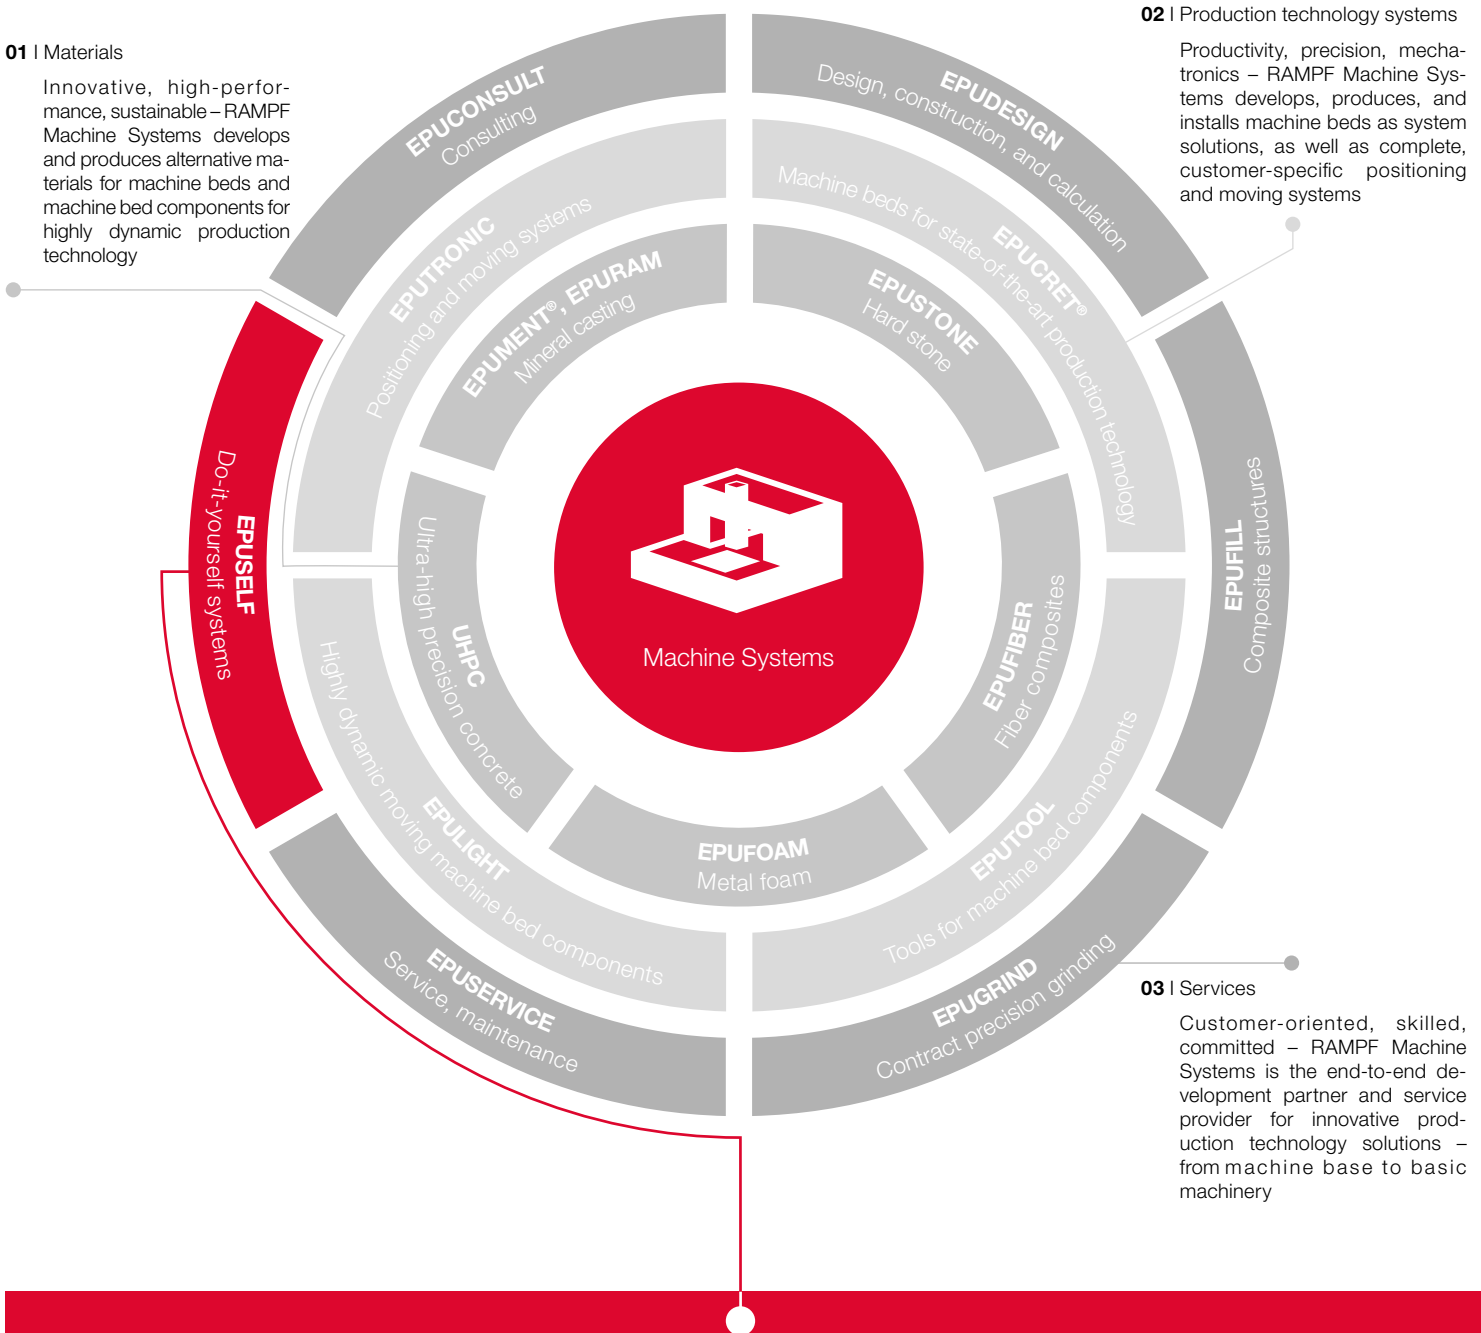 01 I Materials
Innovative, high-perfor-
mance, sustainable – RAMPF
Machine Systems develops
and produces alternative ma-
terials for machine beds and
machine bed components for
highly dynamic production
technology
02 I Production technology systems
Productivity, precision, mecha-
tronics – RAMPF Machine Sys-
tems develops, produces, and
installs machine beds as system
solutions, as well as complete,
customer-specific positioning
and moving systems
EPUCONSULT
Consulting
EPUDESIGN
Design, construction, and calculation
EPUTRONIC
Positioning and moving systems
EPUCRET®
Machine beds for state-of-the-art production technology
EPUMENT®, EPURAM
Mineral casting
EPUSTONE
Hard stone
EPUSELF
Do-it-yourself systems
EPUFILL
Composite structures
UHPC
Ultra-high precision concrete
EPUFIBER
Fiber composites
Machine Systems
EPULIGHT
Highly dynamic moving machine bed components
EPUTOOL
Tools for machine bed components
EPUFOAM
Metal foam
EPUSERVICE
Service, maintenance
EPUGRIND
Contract precision grinding
03 I Services
Customer-oriented, skilled,
committed – RAMPF Machine
Systems is the end-to-end de-
velopment partner and service
provider for innovative prod-
uction technology solutions –
from machine base to basic
machinery